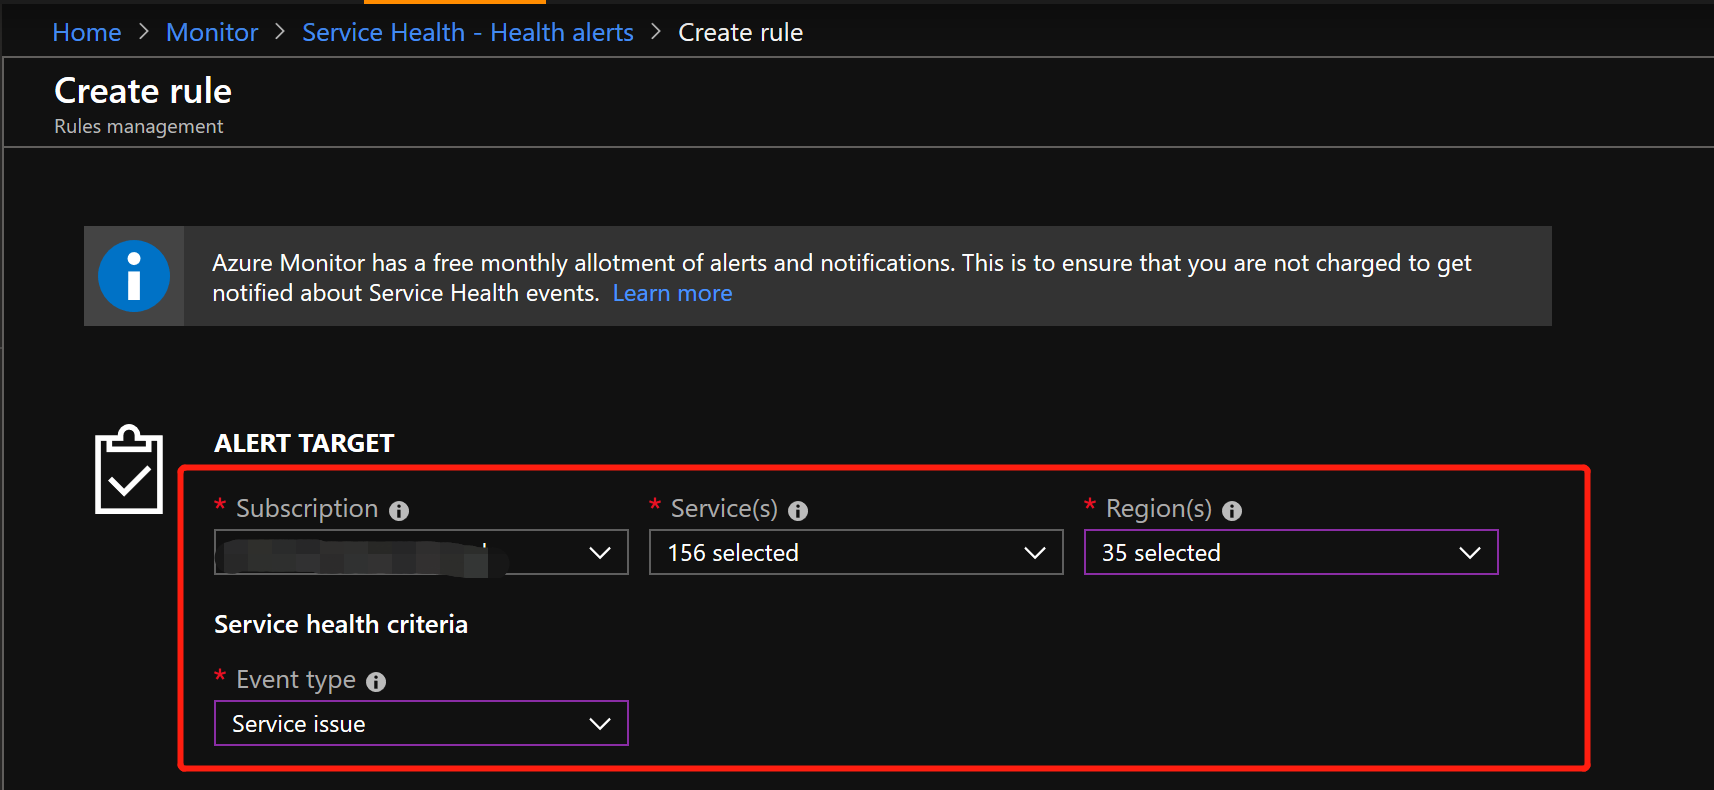 Home > Monitor > Service Health - Health alerts > Create rule
Create rule
Rules management
Azure Monitor has a free monthly allotment of alerts and notifications. This is to ensure that you are not charged to get
notified about Service Health events. Learn more
ALERT TARGET
* Subscription * Service(s) * Region(s)
156 selected 35 selected
Service health criteria
* Event type
Service issue